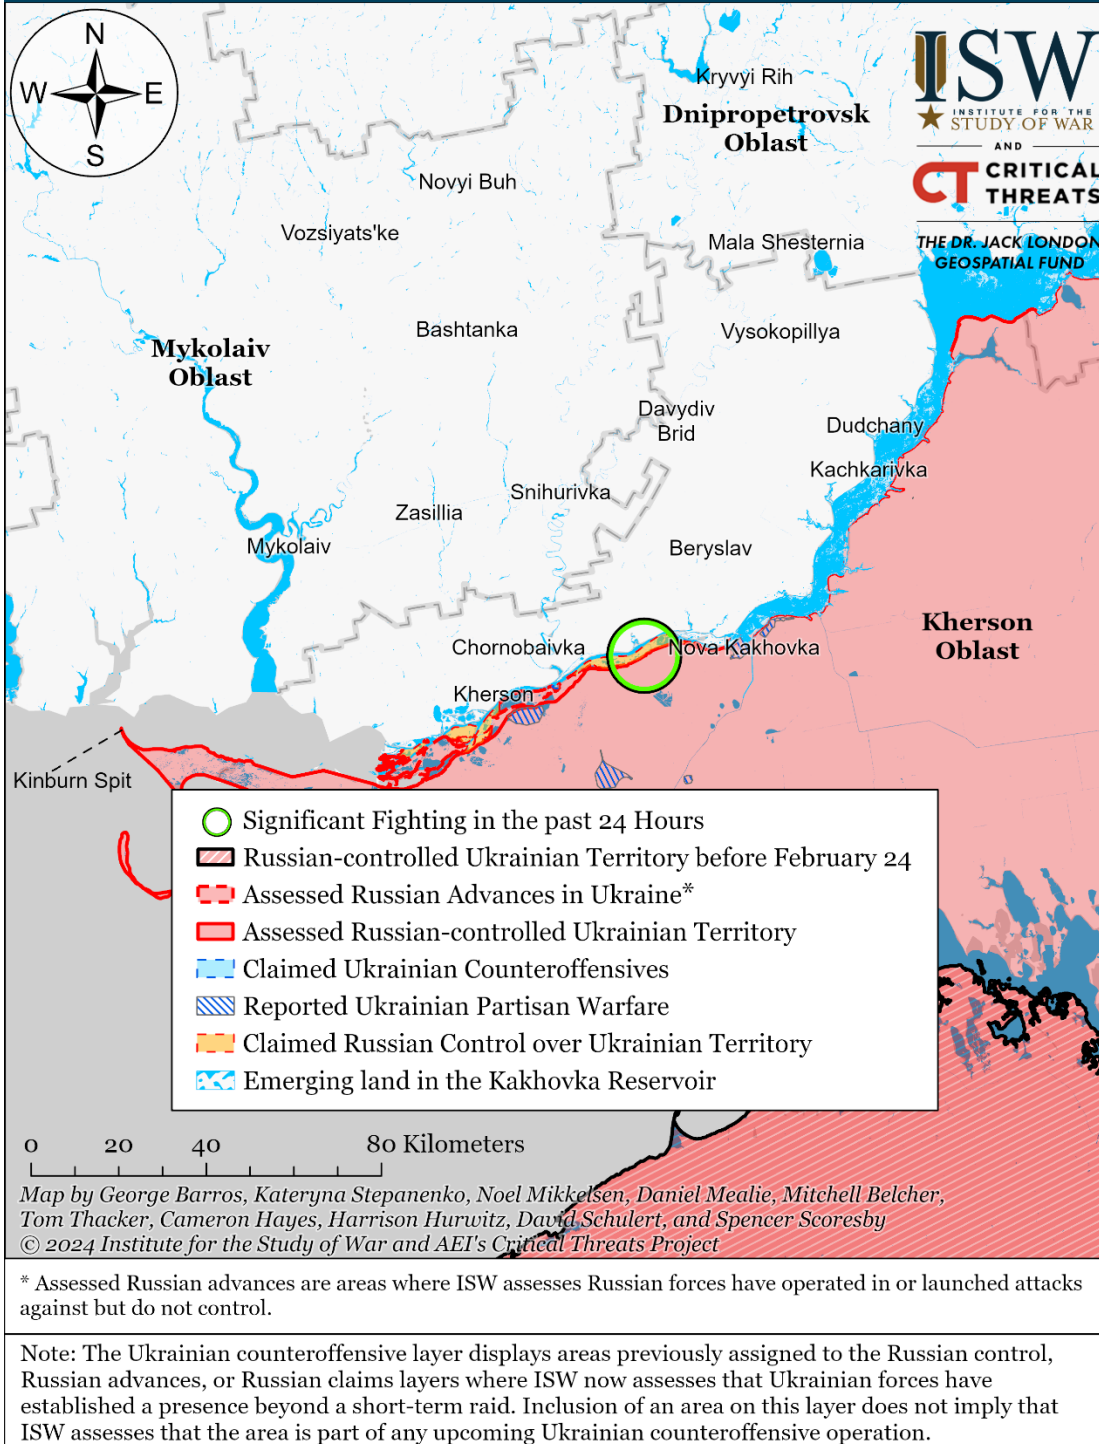 N
W
E
S
Kryvyi Rih
Dnipropetrovsk
Oblast
ISW
INSTITUTE FOR THE
STUDY OF WAR
AND
CT CRITICAL
THREATS
THE DR. JACK LONDON
GEOSPATIAL FUND
Novyi Buh
Vozsiyats'ke
Mala Shesternia
Bashtanka
Vysokopillya
Mykolaiv
Oblast
Davydiv
Brid
Dudchany
Kachkarivka
Snihurivka
Zasillia
Mykolaiv
Beryslav
Kherson
Oblast
Chornobaivka
Nova Kakhovka
Kherson
Kinburn Spit
Significant Fighting in the past 24 Hours
Russian-controlled Ukrainian Territory before February 24
Assessed Russian Advances in Ukraine*
Assessed Russian-controlled Ukrainian Territory
Claimed Ukrainian Counteroffensives
Reported Ukrainian Partisan Warfare
Claimed Russian Control over Ukrainian Territory
Emerging land in the Kakhovka Reservoir
0 20 40 80 Kilometers
Map by George Barros, Kateryna Stepanenko, Noel Mikkelsen, Daniel Mealie, Mitchell Belcher,
Tom Thacker, Cameron Hayes, Harrison Hurwitz, David Schulert, and Spencer Scoresby
© 2024 Institute for the Study of War and AEI's Critical Threats Project
* Assessed Russian advances are areas where ISW assesses Russian forces have operated in or launched attacks
against but do not control.
Note: The Ukrainian counteroffensive layer displays areas previously assigned to the Russian control,
Russian advances, or Russian claims layers where ISW now assesses that Ukrainian forces have
established a presence beyond a short-term raid. Inclusion of an area on this layer does not imply that
ISW assesses that the area is part of any upcoming Ukrainian counteroffensive operation.